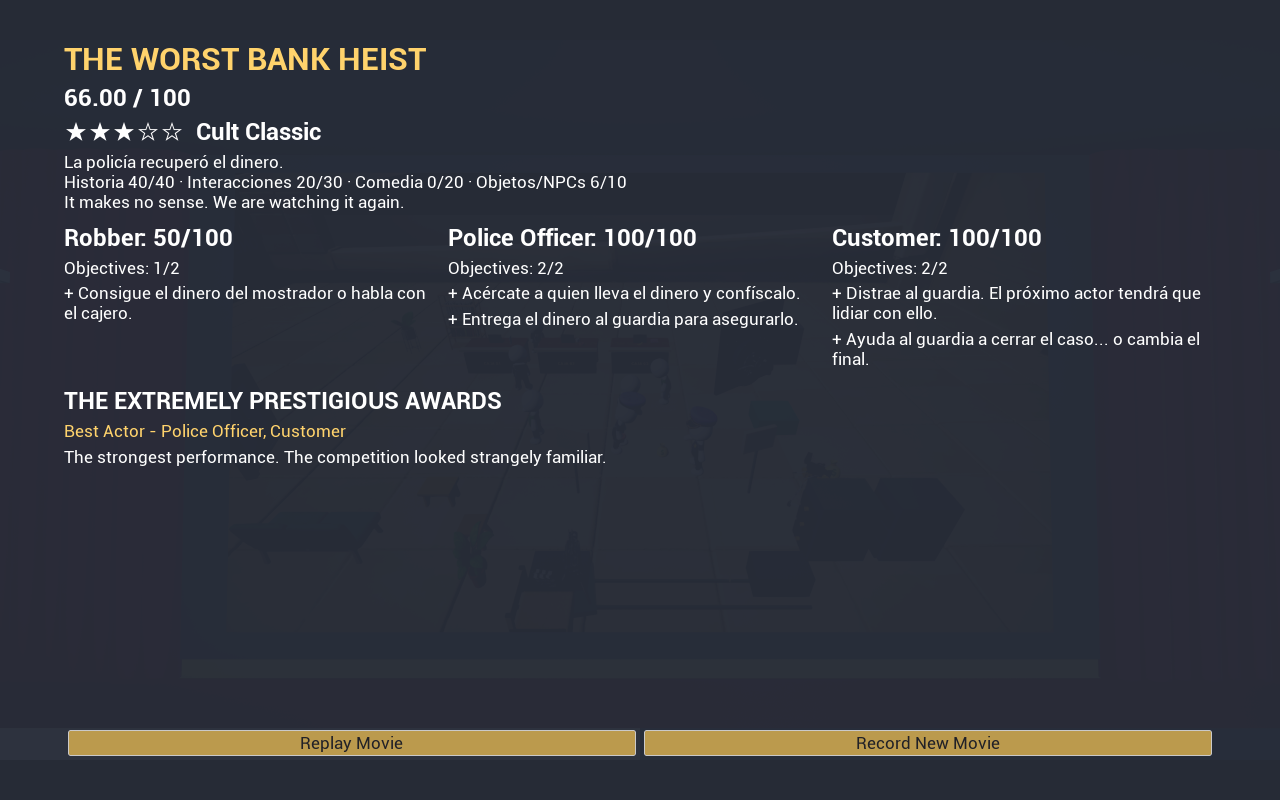 THE WORST BANK HEIST
66.00 / 100
★★★☆☆ Cult Classic
La policía recuperó el dinero.
Historia 40/40 · Interacciones 20/30 · Comedia 0/20 · Objetos/NPCs 6/10
It makes no sense. We are watching it again.
Robber: 50/100
Objectives: 1/2
+ Consigue el dinero del mostrador o habla con
el cajero.
Police Officer: 100/100
Objectives: 2/2
+ Acércate a quien lleva el dinero y confíscalo.
+ Entrega el dinero al guardia para asegurarlo.
Customer: 100/100
Objectives: 2/2
+ Distrae al guardia. El próximo actor tendrá que
lidiar con ello.
+ Ayuda al guardia a cerrar el caso... o cambia el
final.
THE EXTREMELY PRESTIGIOUS AWARDS
Best Actor - Police Officer, Customer
The strongest performance. The competition looked strangely familiar.
Replay Movie
Record New Movie